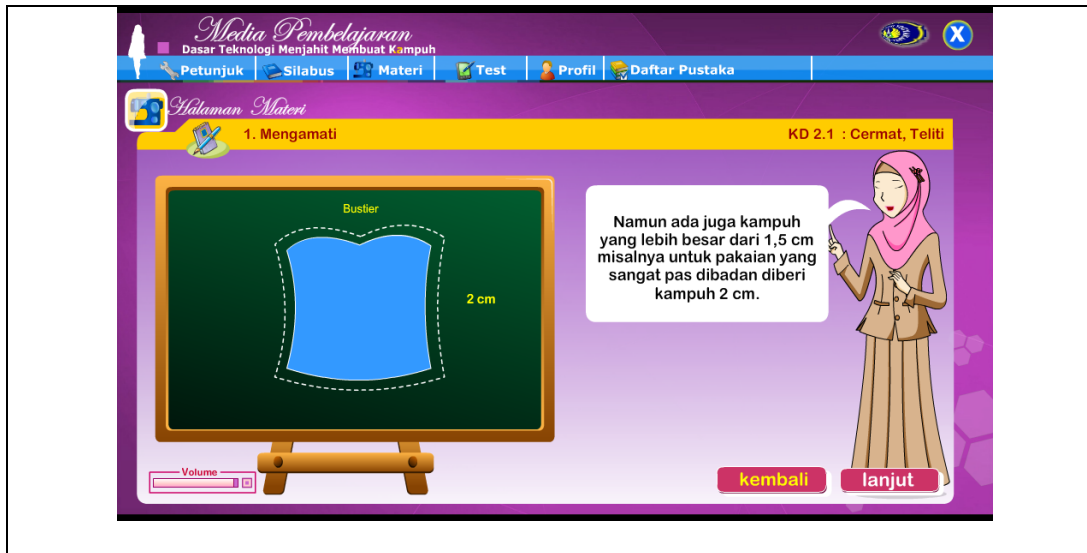 Media Pembelajaran
Dasar Teknologi Menjahit Membuat Kampuh
X
Petunjuk Silabus Materi Test Profil Daftar Pustaka
Halaman Materi
1. Mengamati
KD 2.1 : Cermat, Teliti
Bustier
2 cm
Namun ada juga kampuh
yang lebih besar dari 1,5 cm
misalnya untuk pakaian yang
sangat pas dibadan diberi
kampuh 2 cm.
Volume
kembali lanjut